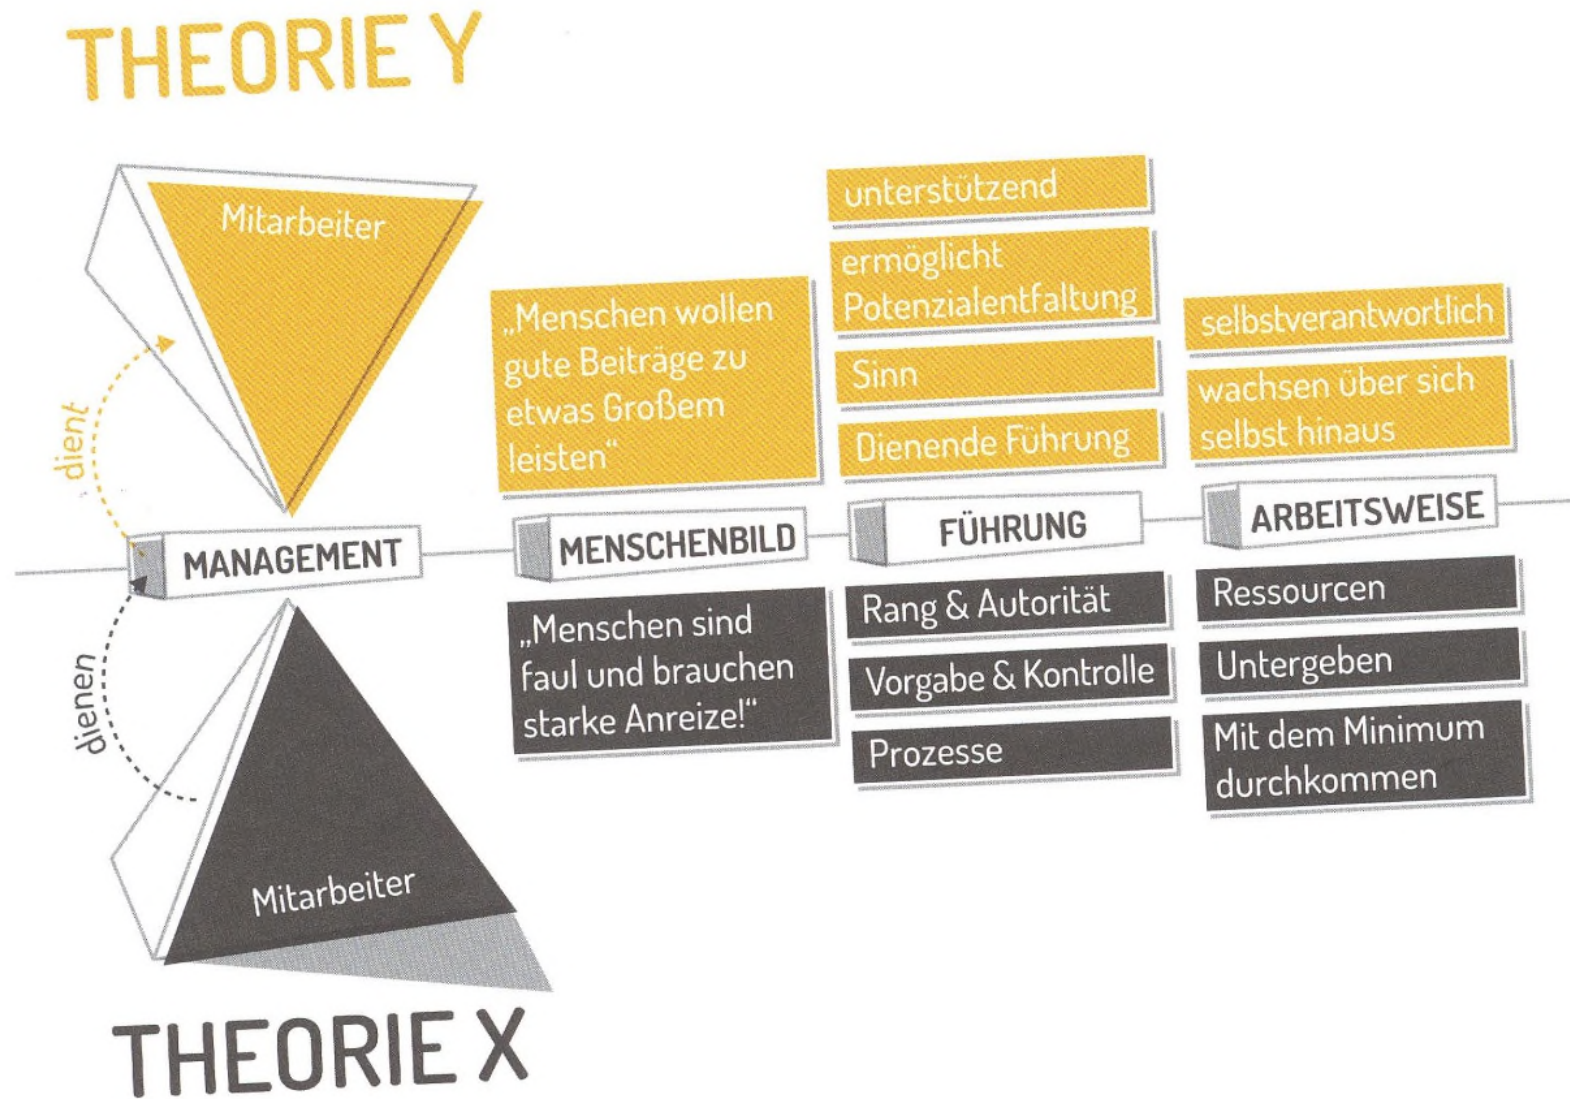 THEORIE Y
Mitarbeiter
dient
„Menschen wollen
gute Beiträge zu
etwas Großem
leisten“
unterstützend
ermöglicht
Potenzialentfaltung
Sinn
Dienende Führung
selbstverantwortlich
wachsen über sich
selbst hinaus
MANAGEMENT
MENSCHENBILD
FÜHRUNG
ARBEITSWEISE
dienen
Mitarbeiter
„Menschen sind
faul und brauchen
starke Anreize!“
Rang & Autorität
Vorgabe & Kontrolle
Prozesse
Ressourcen
Untergeben
Mit dem Minimum
durchkommen
THEORIE X